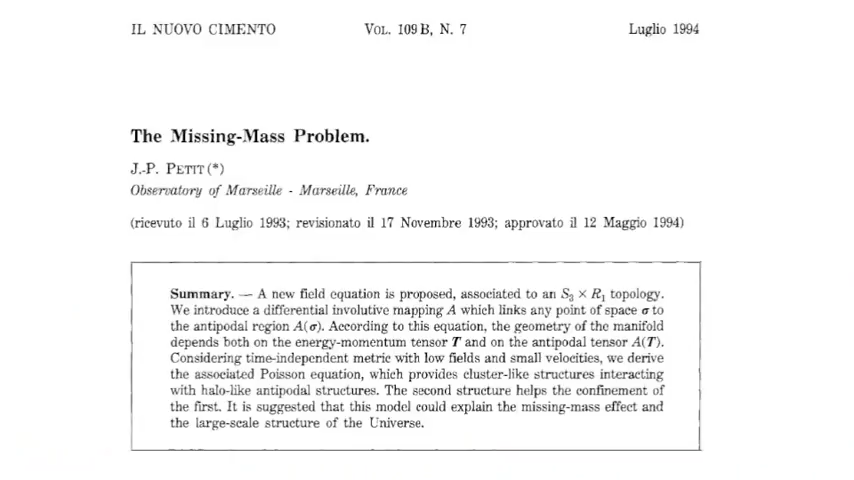 IL NUOVO CIMENTO VOL. 109 B, N. 7 Luglio 1994
The Missing-Mass Problem.
J.-P. PETIT (*)
Observatory of Marseille - Marseille, France
(ricevuto il 6 Luglio 1993; revisionato il 17 Novembre 1993; approvato il 12 Maggio 1994)
Summary. — A new field equation is proposed, associated to an S₃ × R₁ topology.
We introduce a differential involutive mapping A which links any point of space σ to
the antipodal region A(σ). According to this equation, the geometry of the manifold
depends both on the energy-momentum tensor T and on the antipodal tensor A(T).
Considering time-independent metric with low fields and small velocities, we derive
the associated Poisson equation, which provides cluster-like structures interacting
with halo-like antipodal structures. The second structure helps the confinement of
the first. It is suggested that this model could explain the missing-mass effect and
the large-scale structure of the Universe.